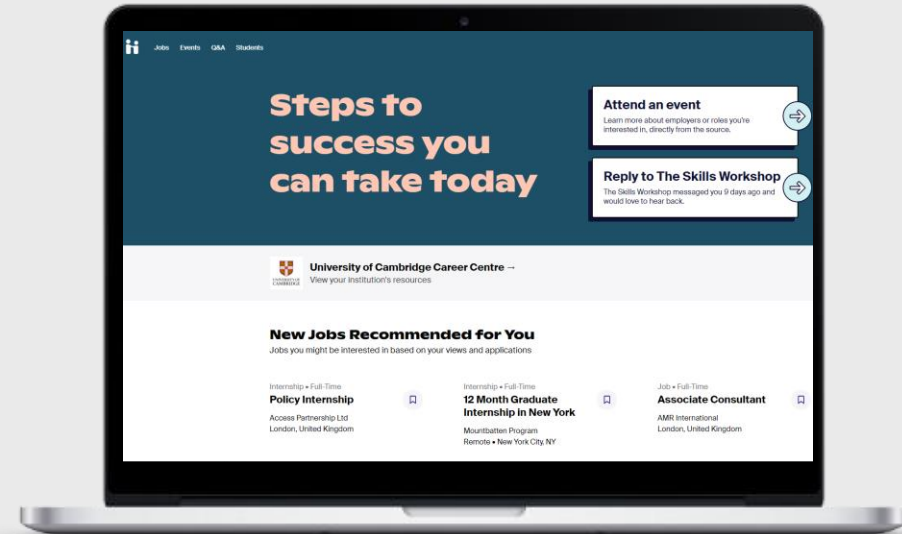 Jobs Events Q&A Students
Steps to
success you
can take today
Attend an event
Learn more about employers or roles you're
interested in, directly from the source.
Reply to The Skills Workshop
The Skills Workshop messaged you 9 days ago and
would love to hear back.
UNIVERSITY OF
CAMBRIDGE
University of Cambridge Career Centre →
View your institution's resources
New Jobs Recommended for You
Jobs you might be interested in based on your views and applications
Internship • Full-Time
Policy Internship
Access Partnership Ltd
London, United Kingdom
Internship • Full-Time
12 Month Graduate
Internship in New York
Mountbatten Program
Remote • New York City, NY
Job • Full-Time
Associate Consultant
AMR International
London, United Kingdom